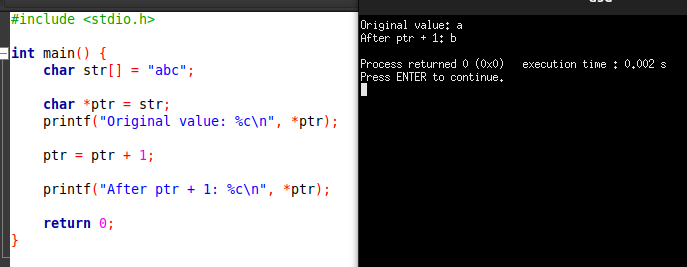 #include <stdio.h>
int main() {
    char str[] = "abc";
    char *ptr = str;
    printf("Original value: %c\n", *ptr);
    ptr = ptr + 1;
    printf("After ptr + 1: %c\n", *ptr);
    return 0;
}
Original value: a
After ptr + 1: b
Process returned 0 (0x0)   execution time : 0.002 s
Press ENTER to continue.